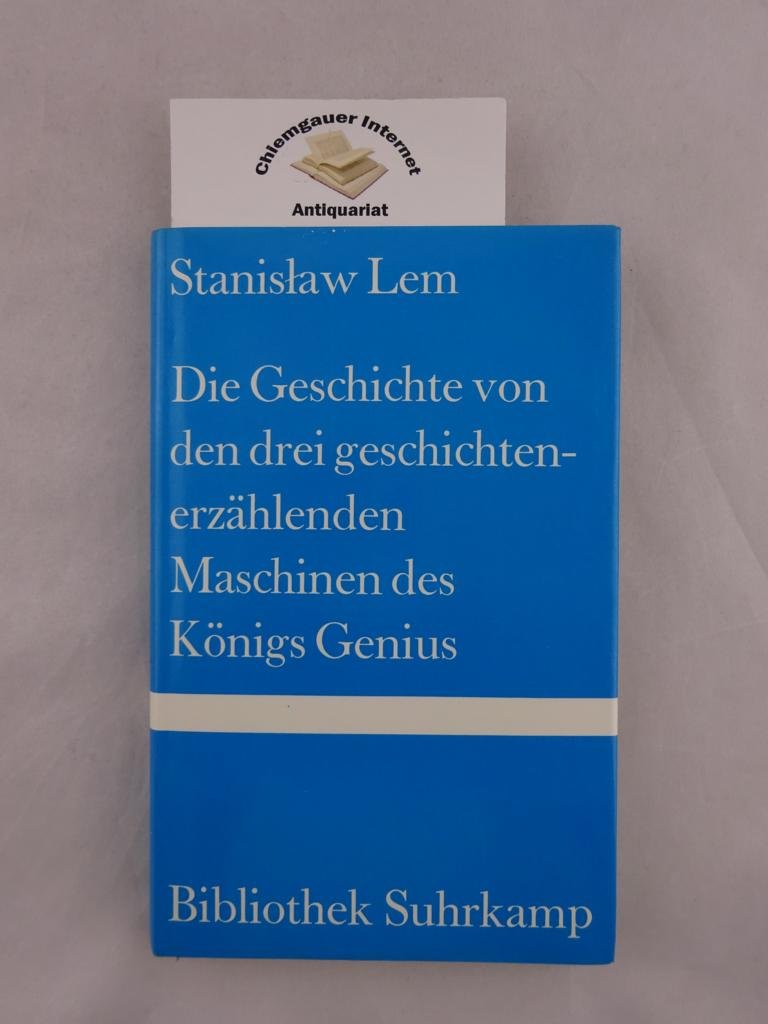 Chiemgauer Internet
Antiquariat
Stanisław Lem
Die Geschichte von
den drei geschichten-
erzählenden
Maschinen des
Königs Genius
Bibliothek Suhrkamp